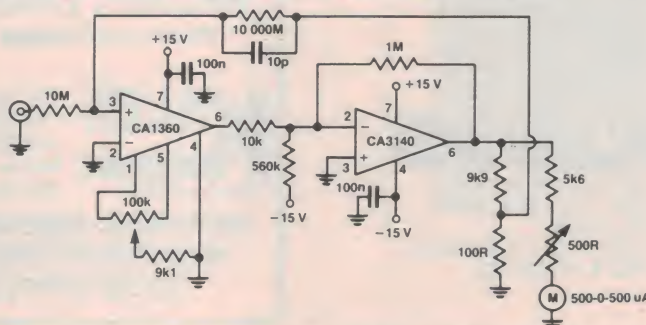 10 000M
10p
+15 V
100n
1M
10M
3
+
−
2
7
CA1360
6
4
1
5
10k
560k
−15 V
100k
9k1
2
−
+
3
7
+15 V
CA3140
6
4
100n
−15 V
9k9
100R
5k6
500R
M
500-0-500 uA